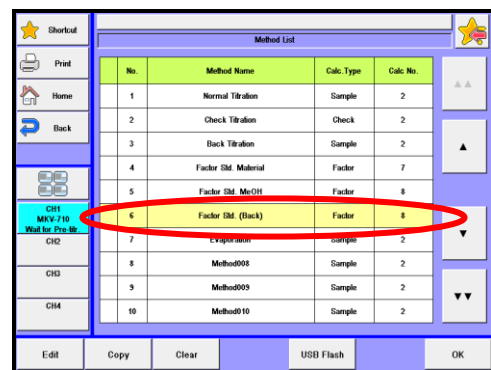 Shortcut
Method List
Print
Home
Back
No. Method Name Calc.Type Calc No.
1 Normal Titration Sample 2
2 Check Titration Check 2
3 Back Titration Sample 2
4 Factor Std. Material Factor 7
5 Factor Std. MeOH Factor 8
6 Factor Std. (Back) Factor 8
7 Evaporation Sample 2
8 Method008 Sample 2
9 Method009 Sample 2
10 Method010 Sample 2
CH1
MKV-710
Wait for Pre-titr.
CH2
CH3
CH4
Edit Copy Clear USB Flash OK